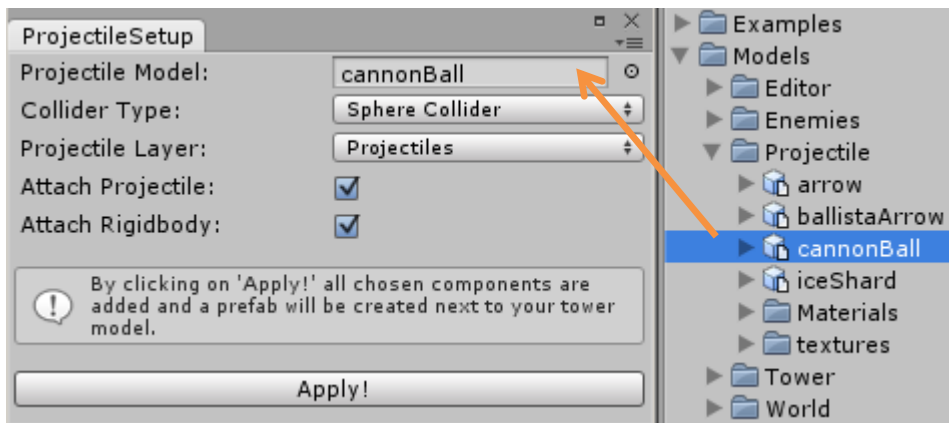 ProjectileSetup
Projectile Model:
cannonBall
Collider Type:
Sphere Collider
Projectile Layer:
Projectiles
Attach Projectile:
Attach Rigidbody:
By clicking on 'Apply!' all chosen components are
added and a prefab will be created next to your tower
model.
Apply!
Examples
Models
Editor
Enemies
Projectile
arrow
ballistaArrow
cannonBall
iceShard
Materials
textures
Tower
World